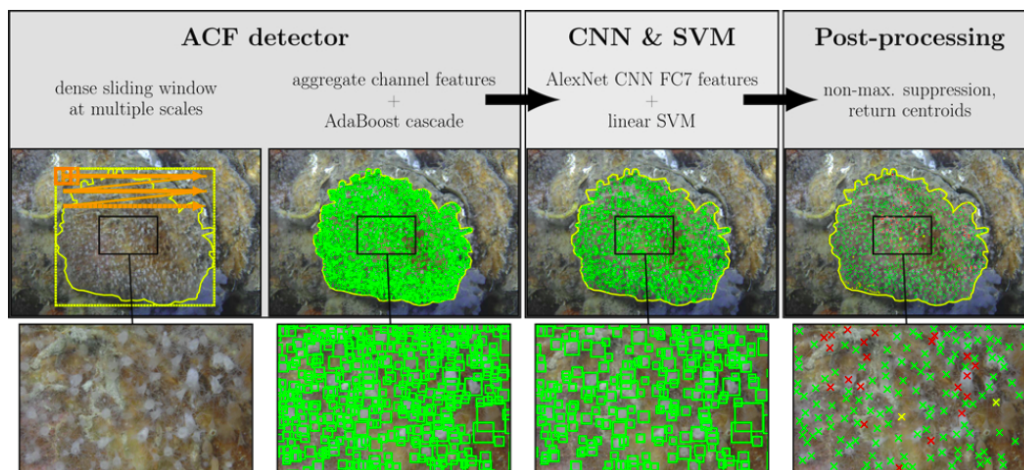 ACF detector
dense sliding window
at multiple scales
aggregate channel features
+
AdaBoost cascade
CNN & SVM
AlexNet CNN FC7 features
+
linear SVM
Post-processing
non-max. suppression,
return centroids